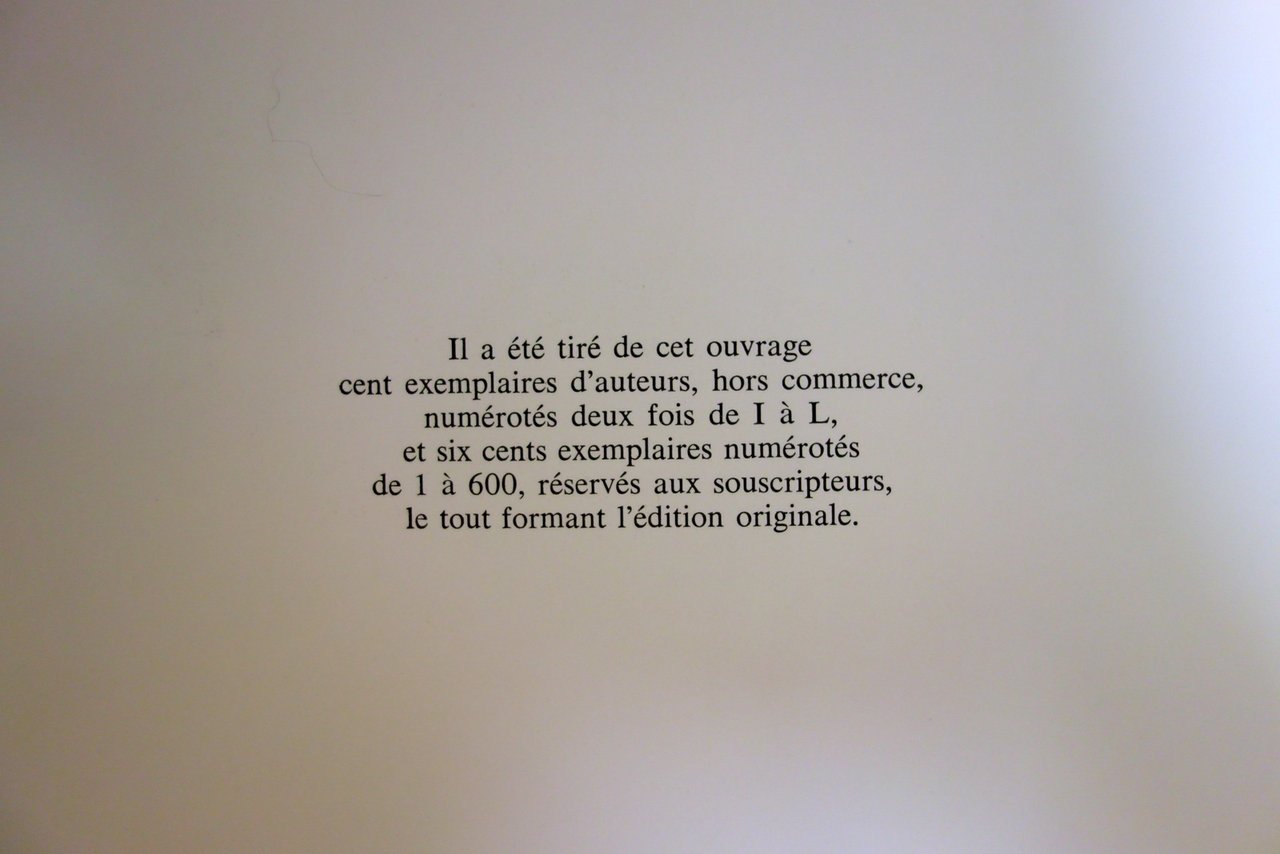 Il a été tiré de cet ouvrage
cent exemplaires d'auteurs, hors commerce,
numérotés deux fois de I à L,
et six cents exemplaires numérotés
de 1 à 600, réservés aux souscripteurs,
le tout formant l’édition originale.